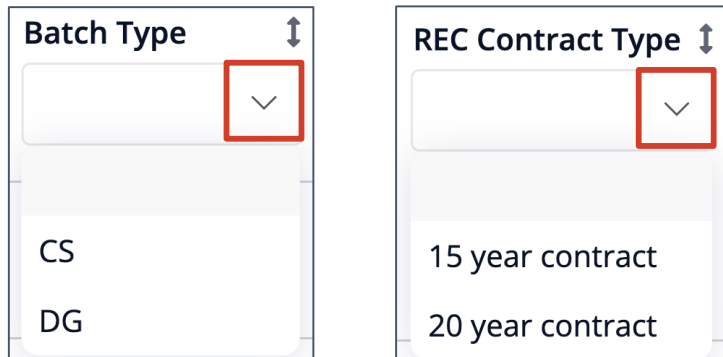 Batch Type
CS
DG
REC Contract Type
15 year contract
20 year contract